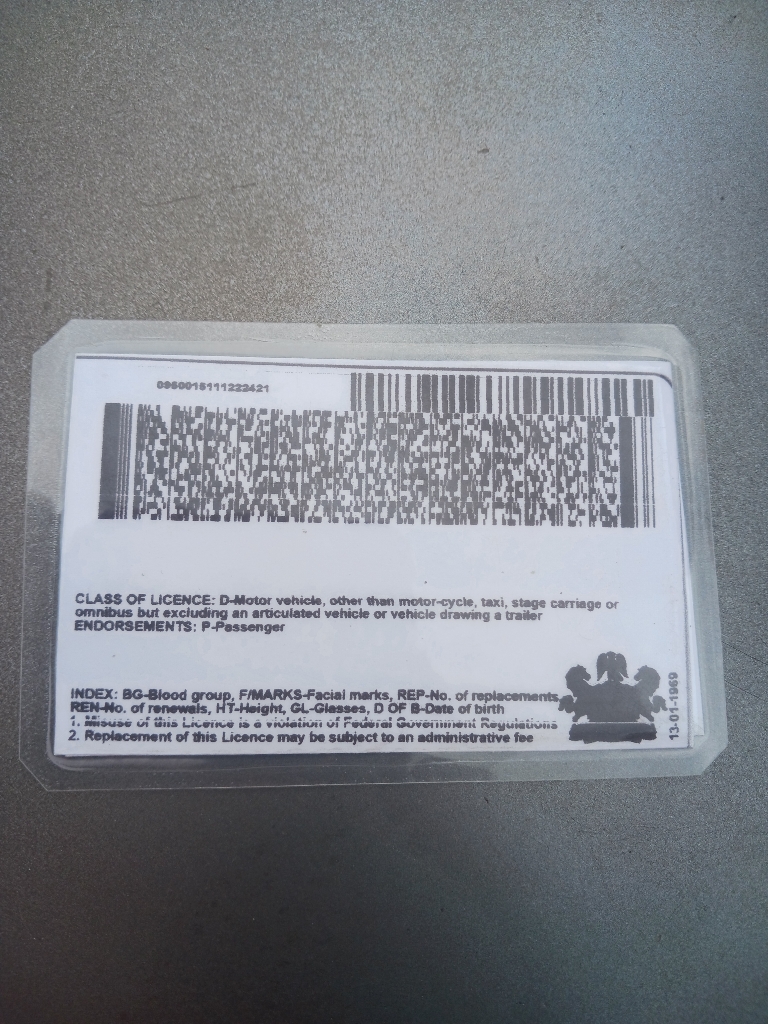 0960015111222421
CLASS OF LICENCE: D-Motor vehicle, other than motor-cycle, taxi, stage carriage or
omnibus but excluding an articulated vehicle or vehicle drawing a trailer
ENDORSEMENTS: P-Passenger
INDEX: BG-Blood group, F/MARKS-Facial marks, REP-No. of replacements,
REN-No. of renewals, HT-Height, GL-Glasses, D OF B-Date of birth
1. Misuse of this Licence is a violation of Federal Government Regulations
2. Replacement of this Licence may be subject to an administrative fee
13-01-1969